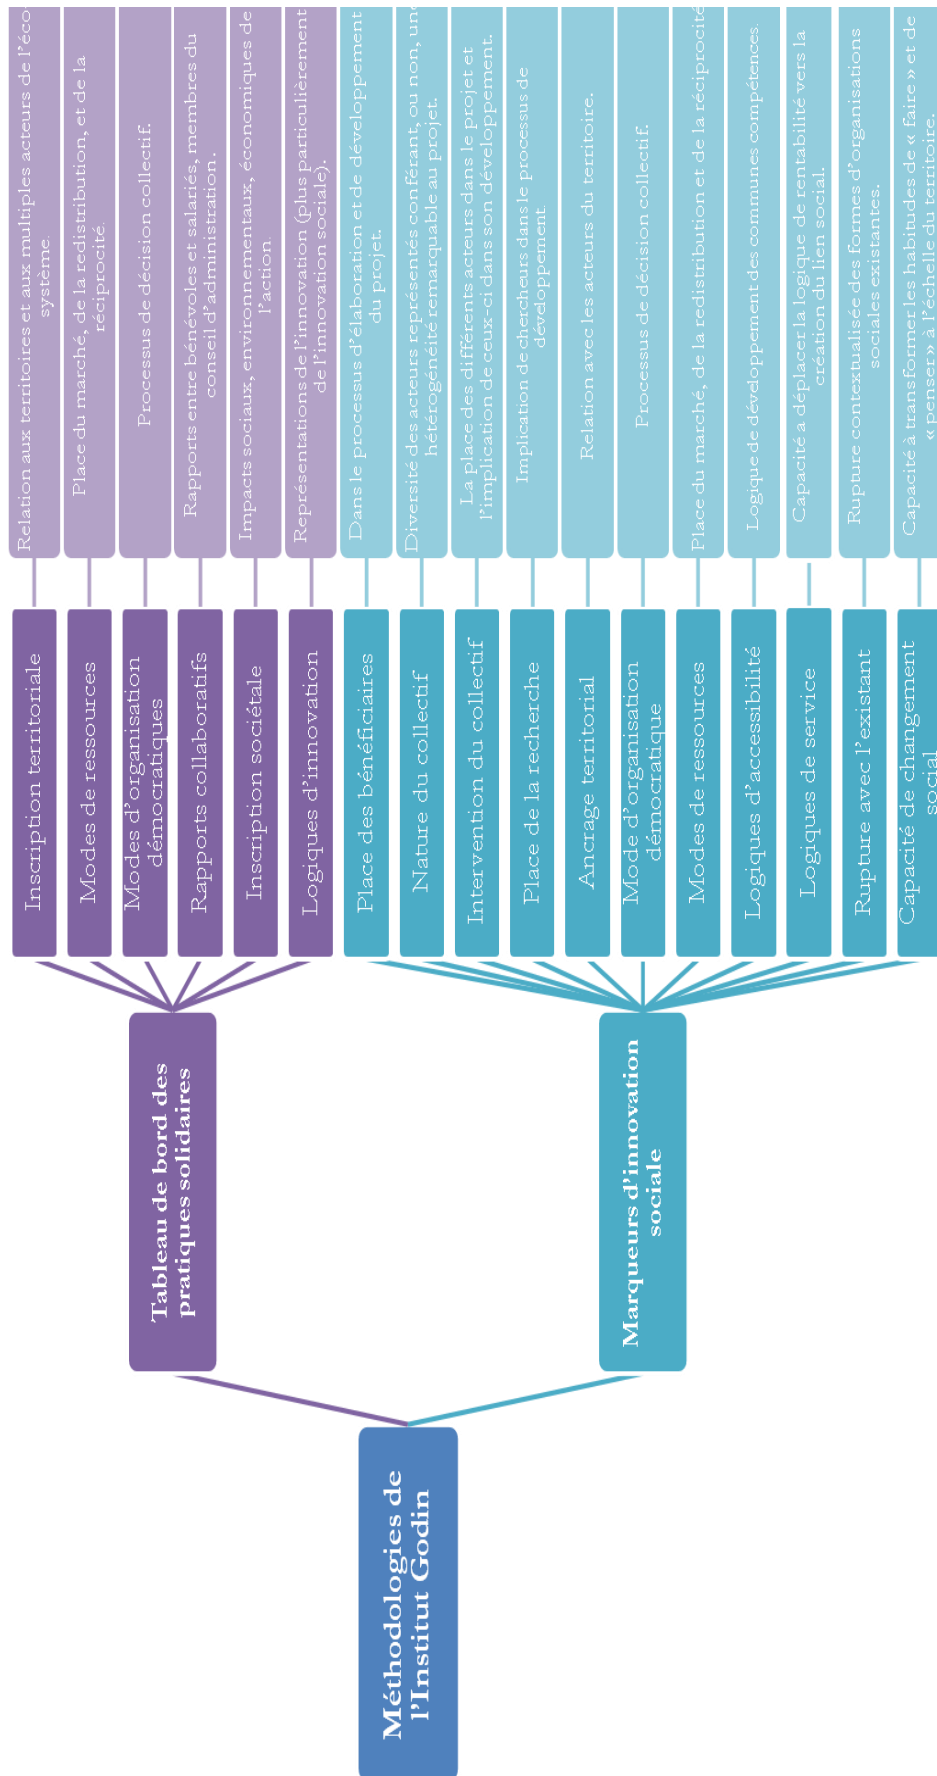 Méthodologies de
l'Institut Godin
Tableau de bord des
pratiques solidaires
Inscription territoriale
Relation aux territoires et aux multiples acteurs de l'éco
système.
Modes de ressources
Place du marché, de la redistribution, et de la
réciprocité.
Modes d'organisation
démocratiques
Processus de décision collectif.
Rapports collaboratifs
Rapports entre bénévoles et salariés, membres du
conseil d'administration.
Inscription sociétale
Impacts sociaux, environnementaux, économiques de
l'action.
Logiques d'innovation
Représentations de l'innovation (plus particulièrement
de l'innovation sociale).
Marqueurs d'innovation
sociale
Place des bénéficiaires
Dans le processus d'élaboration et de développement
du projet.
Nature du collectif
Diversité des acteurs représentés conférant, ou non, une
hétérogénéité remarquable au projet.
Intervention du collectif
La place des différents acteurs dans le projet et
l'implication de ceux-ci dans son développement.
Place de la recherche
Implication de chercheurs dans le processus de
développement.
Ancrage territorial
Relation avec les acteurs du territoire.
Mode d'organisation
démocratique
Processus de décision collectif.
Modes de ressources
Place du marché, de la redistribution et de la réciprocité
Logiques d'accessibilité
Logique de développement des communes compétences.
Logiques de service
Capacité a déplacer la logique de rentabilité vers la
création du lien social.
Rupture avec l'existant
Rupture contextualisée des formes d'organisations
sociales existantes.
Capacité de changement
social
Capacité à transformer les habitudes de « faire » et de
« penser » à l'échelle du territoire.